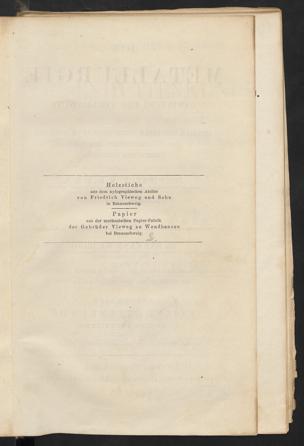 Holzstiche
aus dem xylographischen Atelier
von Friedrich Vieweg und Sohn
in Braunschweig.
Papier
aus der mechanischen Papier-Fabrik
der Gebrüder Vieweg zu Wendhausen
bei Braunschweig.